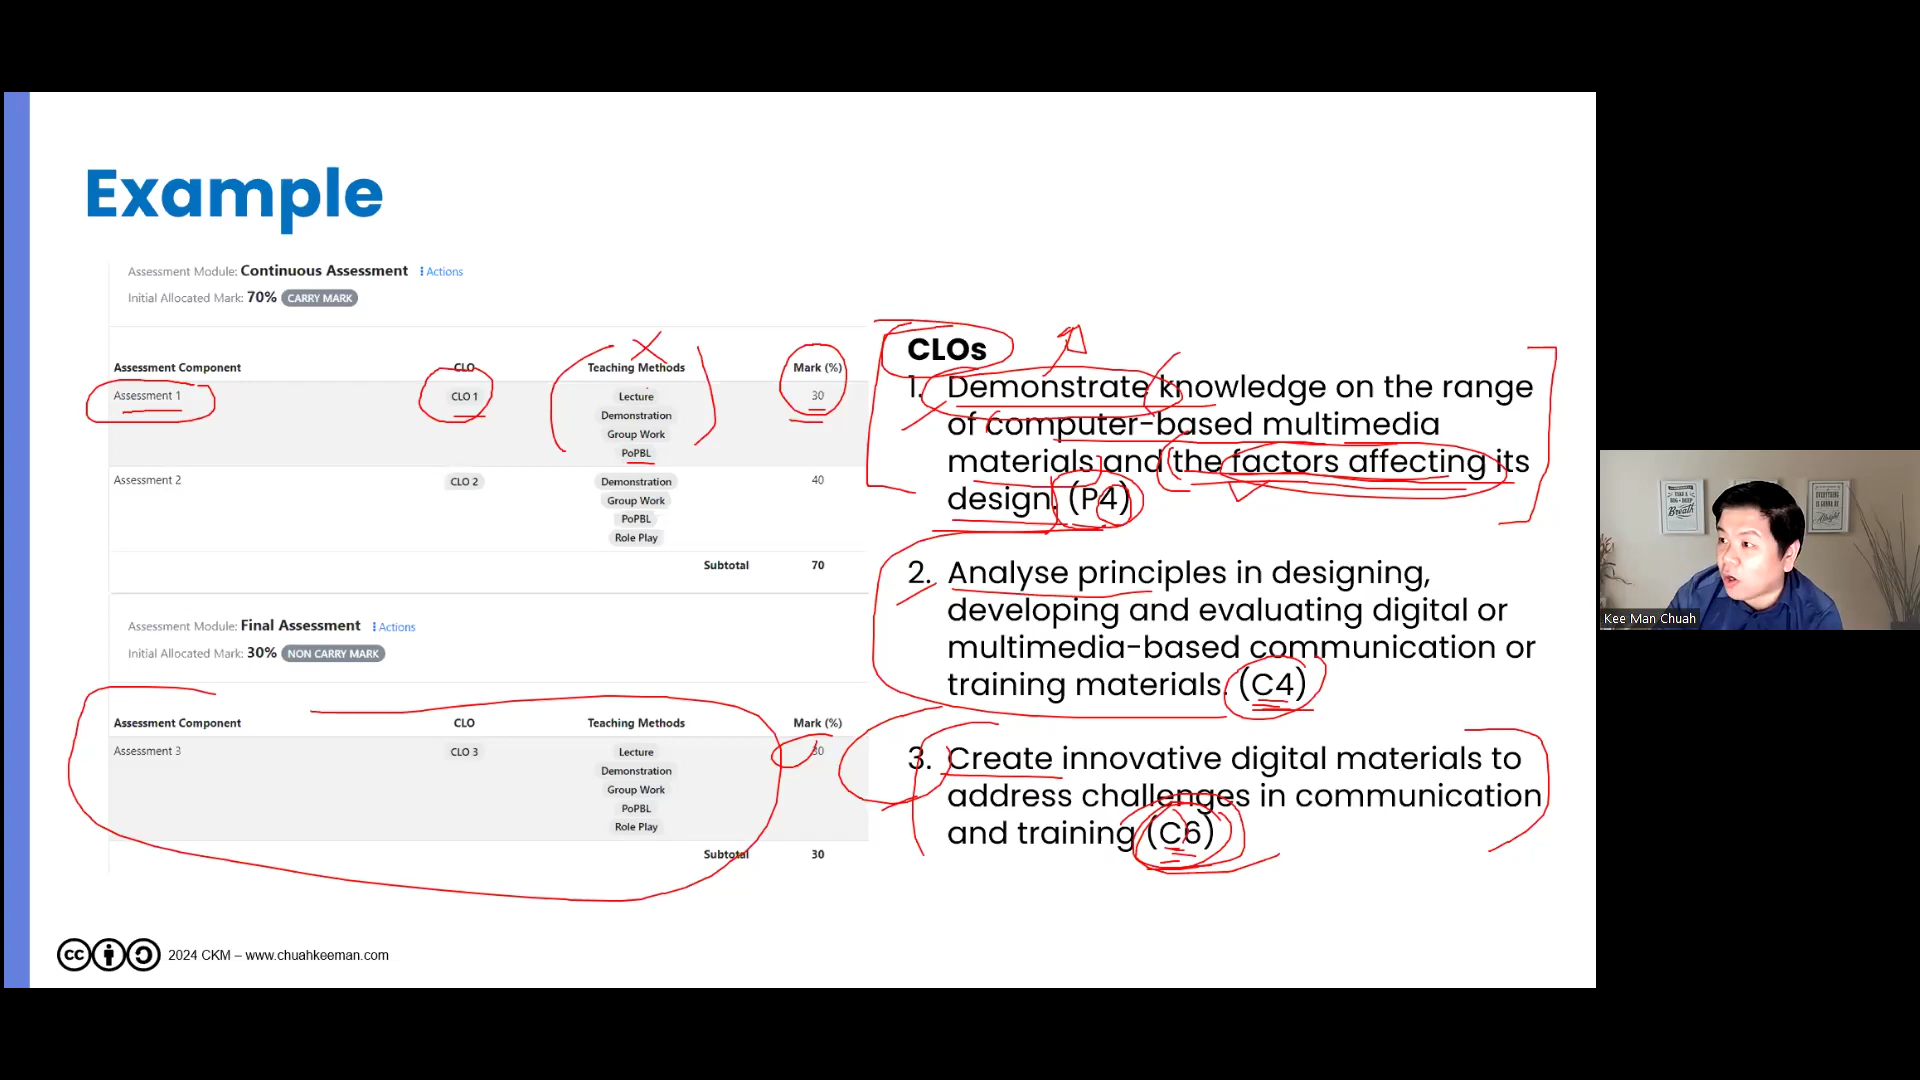 Example
Assessment Module: Continuous Assessment Actions
Initial Allocated Mark: 70% CARRY MARK
Assessment Component CLO Teaching Methods Mark (%)
Assessment 1 CLO 1 Lecture 30
Demonstration
Group Work
PoPBL
Assessment 2 CLO 2 Demonstration 40
Group Work
PoPBL
Role Play
Subtotal 70
Assessment Module: Final Assessment Actions
Initial Allocated Mark: 30% NON CARRY MARK
Assessment Component CLO Teaching Methods Mark (%)
Assessment 3 CLO 3 Lecture 30
Demonstration
Group Work
PoPBL
Role Play
Subtotal 30
CLOs
1. Demonstrate knowledge on the range
of computer-based multimedia
materials and the factors affecting its
design. (P4)
2. Analyse principles in designing,
developing and evaluating digital or
multimedia-based communication or
training materials. (C4)
3. Create innovative digital materials to
address challenges in communication
and training (C6)
cc 2024 CKM – www.chuahkeeman.com
Breath
Kee Man Chuah